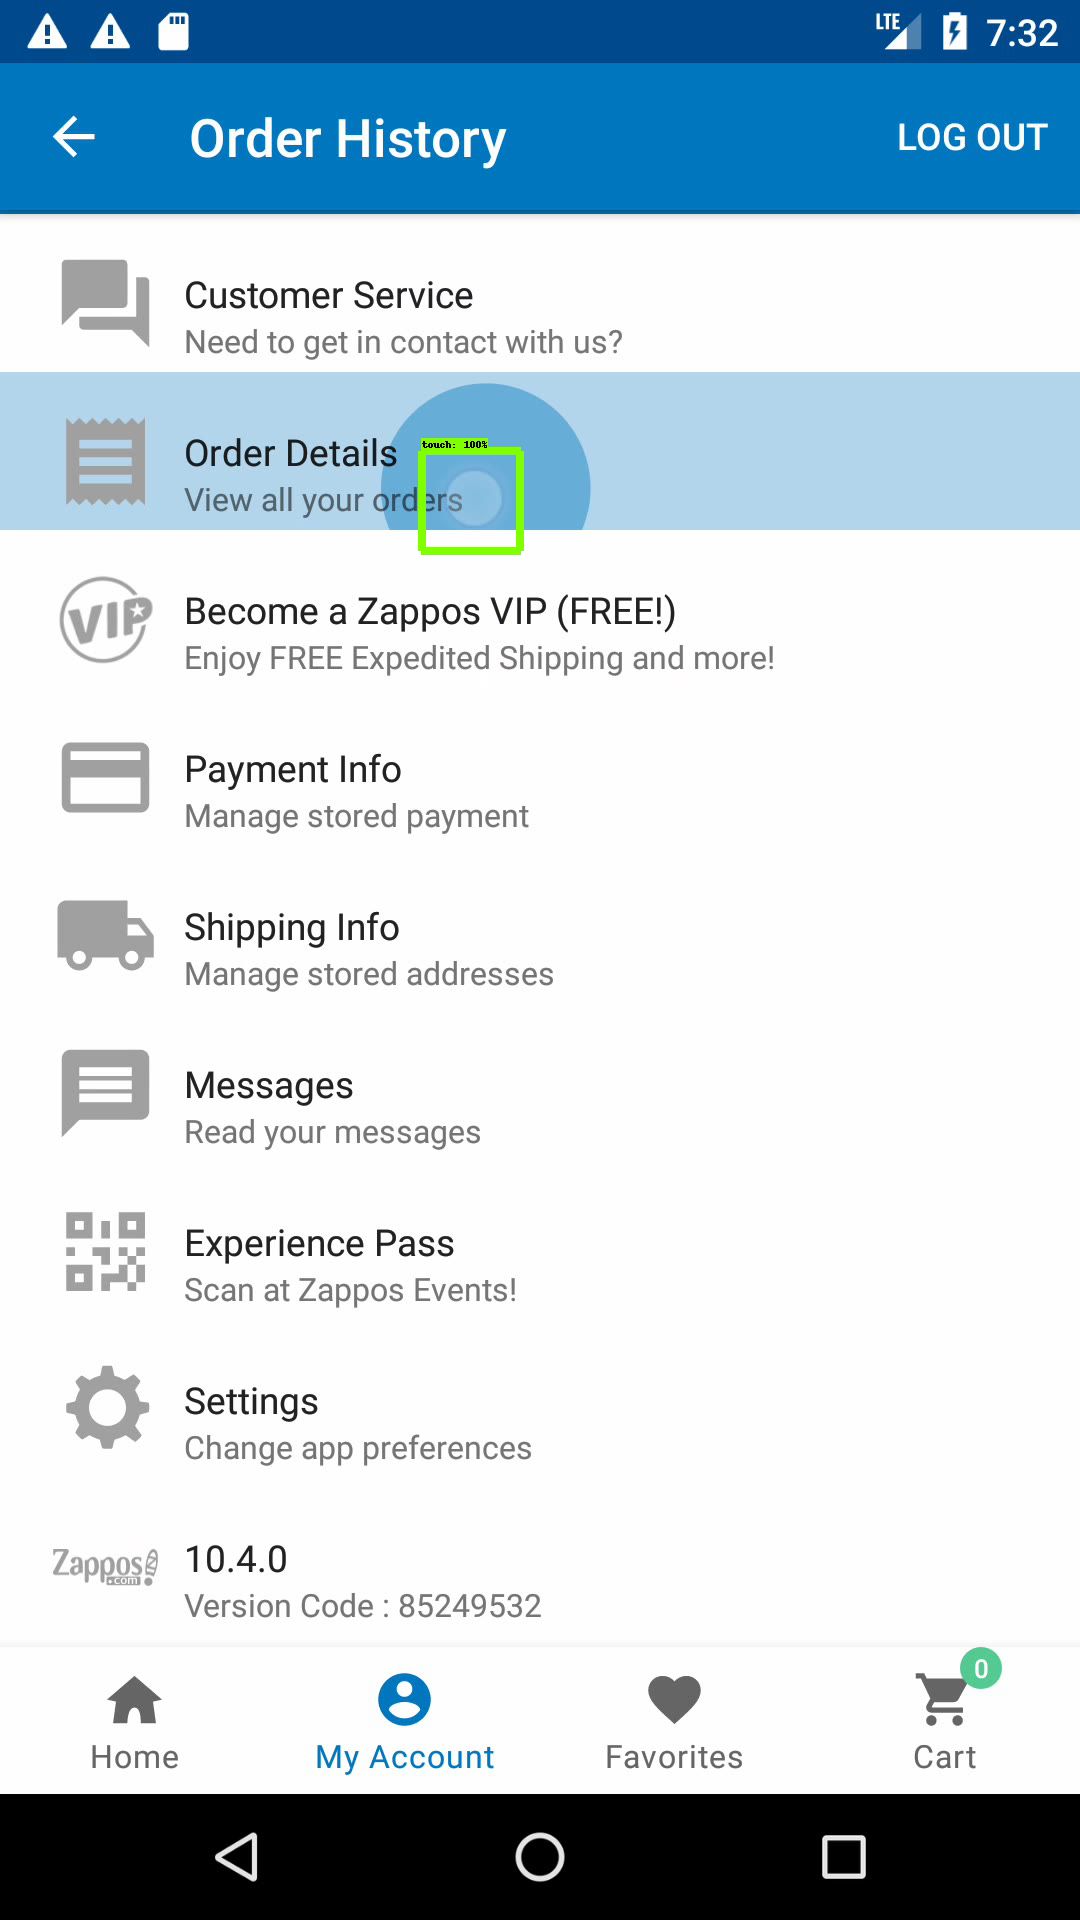 LTE 7:32
Order History LOG OUT
Customer Service
Need to get in contact with us?
touch: 100%
Order Details
View all your orders
VIP
Become a Zappos VIP (FREE!)
Enjoy FREE Expedited Shipping and more!
Payment Info
Manage stored payment
Shipping Info
Manage stored addresses
Messages
Read your messages
Experience Pass
Scan at Zappos Events!
Settings
Change app preferences
Zappos
.com
10.4.0
Version Code : 85249532
0
Home My Account Favorites Cart